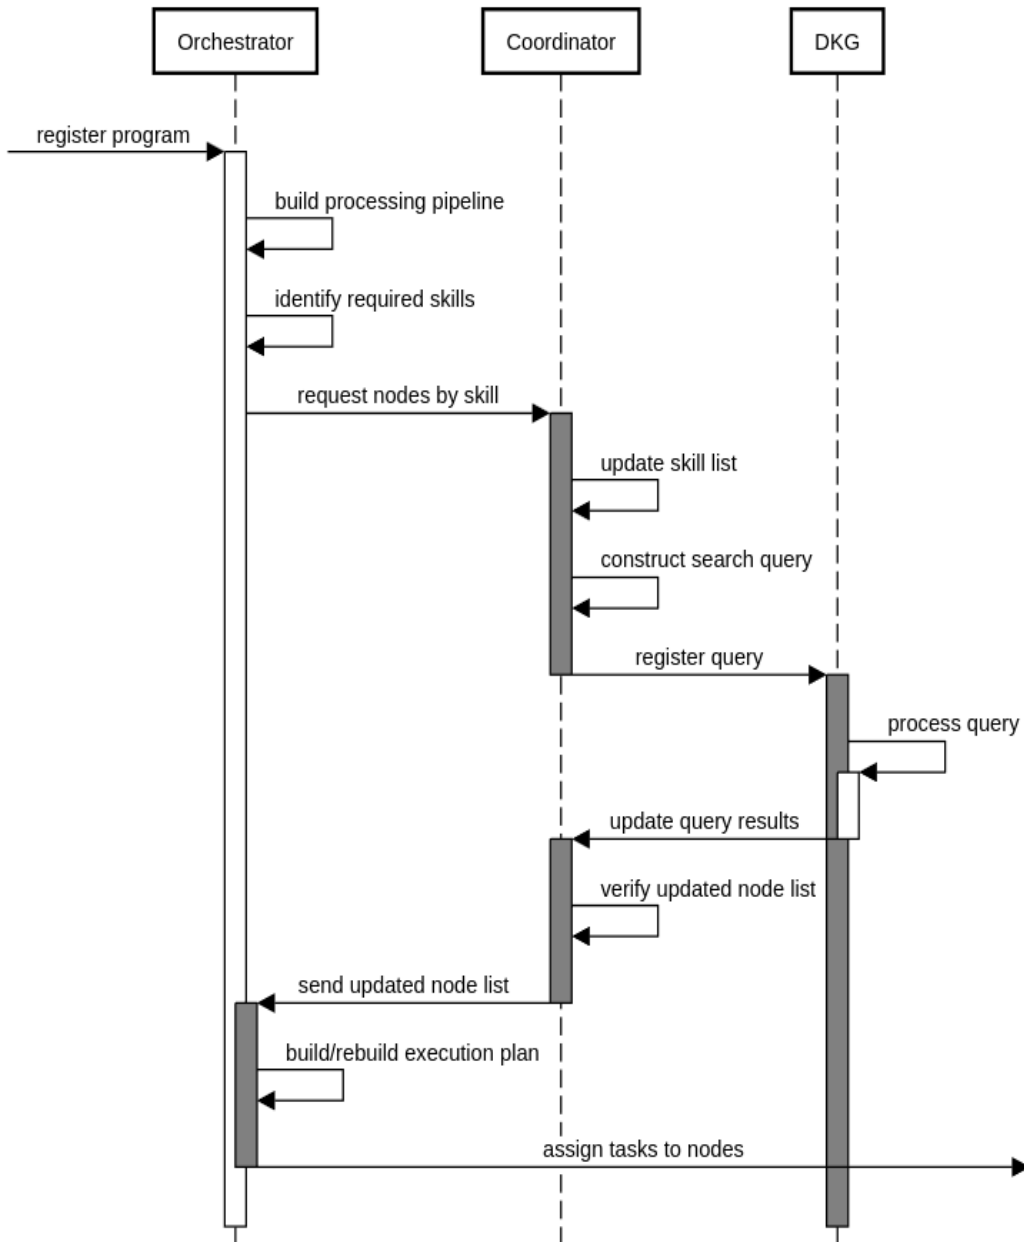 Orchestrator
Coordinator
DKG
register program
build processing pipeline
identify required skills
request nodes by skill
update skill list
construct search query
register query
process query
update query results
verify updated node list
send updated node list
build/rebuild execution plan
assign tasks to nodes